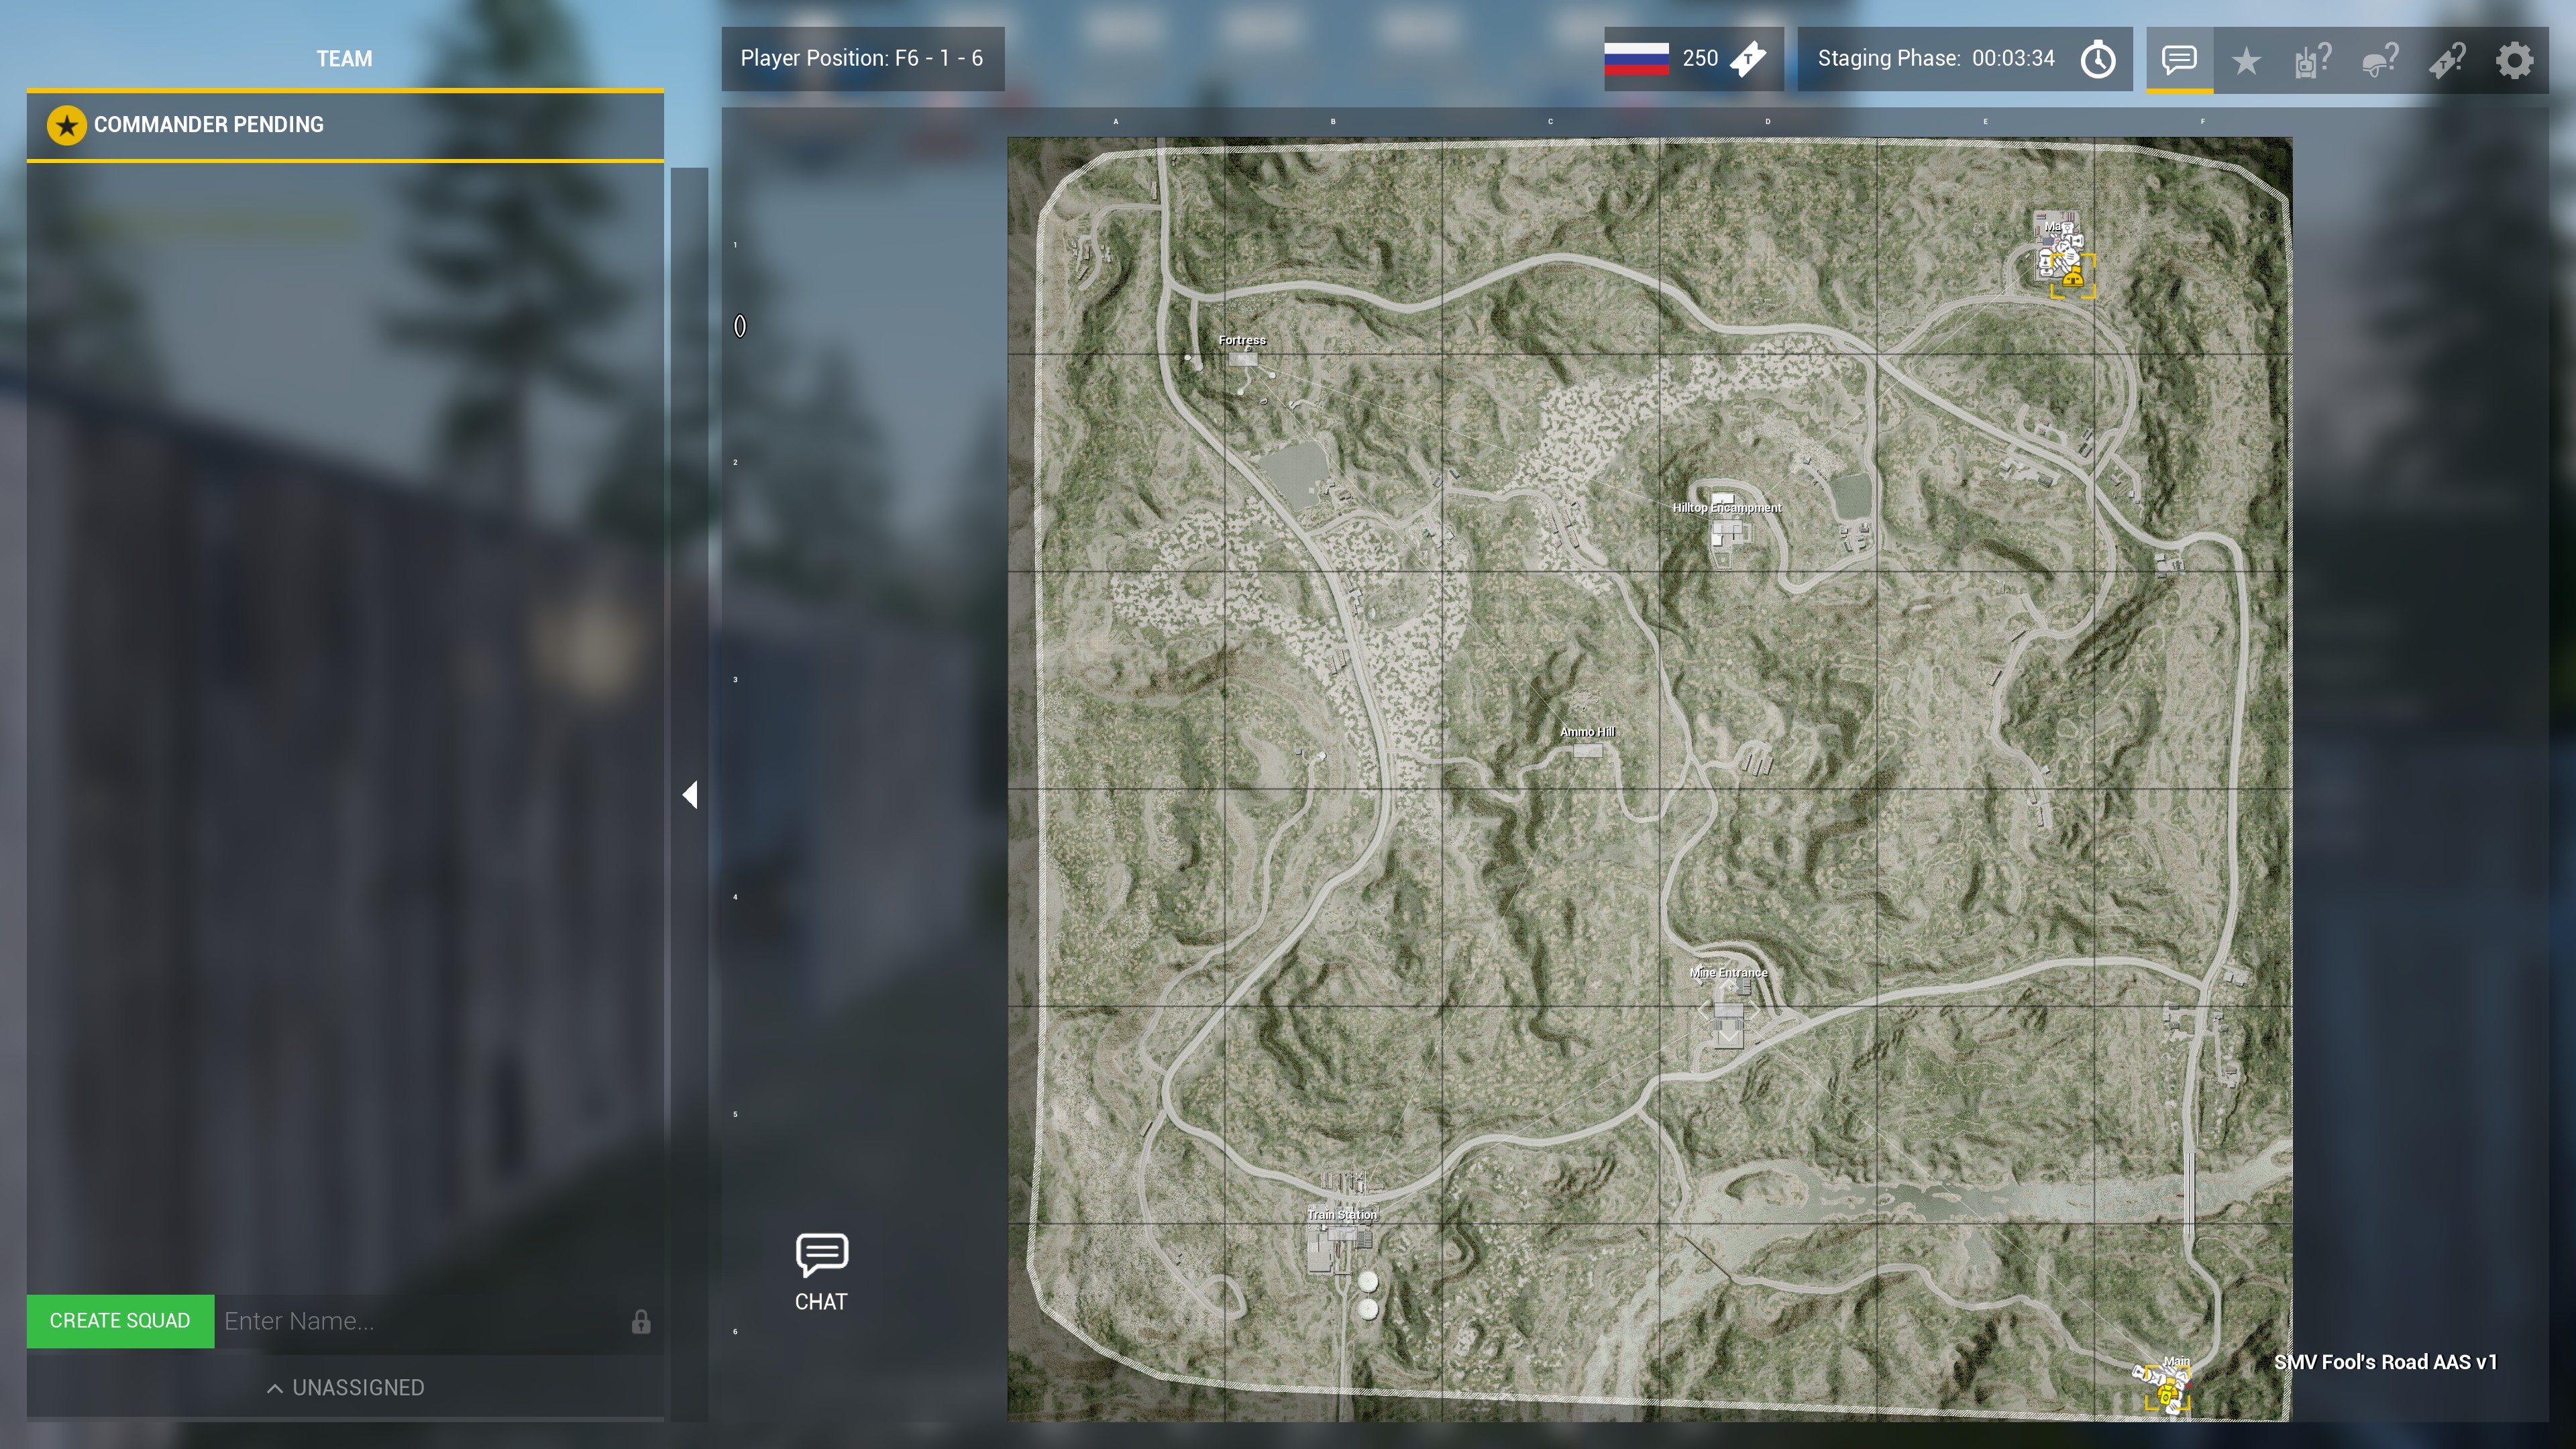 TEAM
Player Position: F6 - 1 - 6
250
T
Staging Phase: 00:03:34
COMMANDER PENDING
A B C D E F
1
Fortress
2
Hilltop Encampment
3
Ammo Hill
4
Mine Entrance
5
Train Station
CHAT
CREATE SQUAD
Enter Name...
6
UNASSIGNED
Main
SMV Fool's Road AAS v1